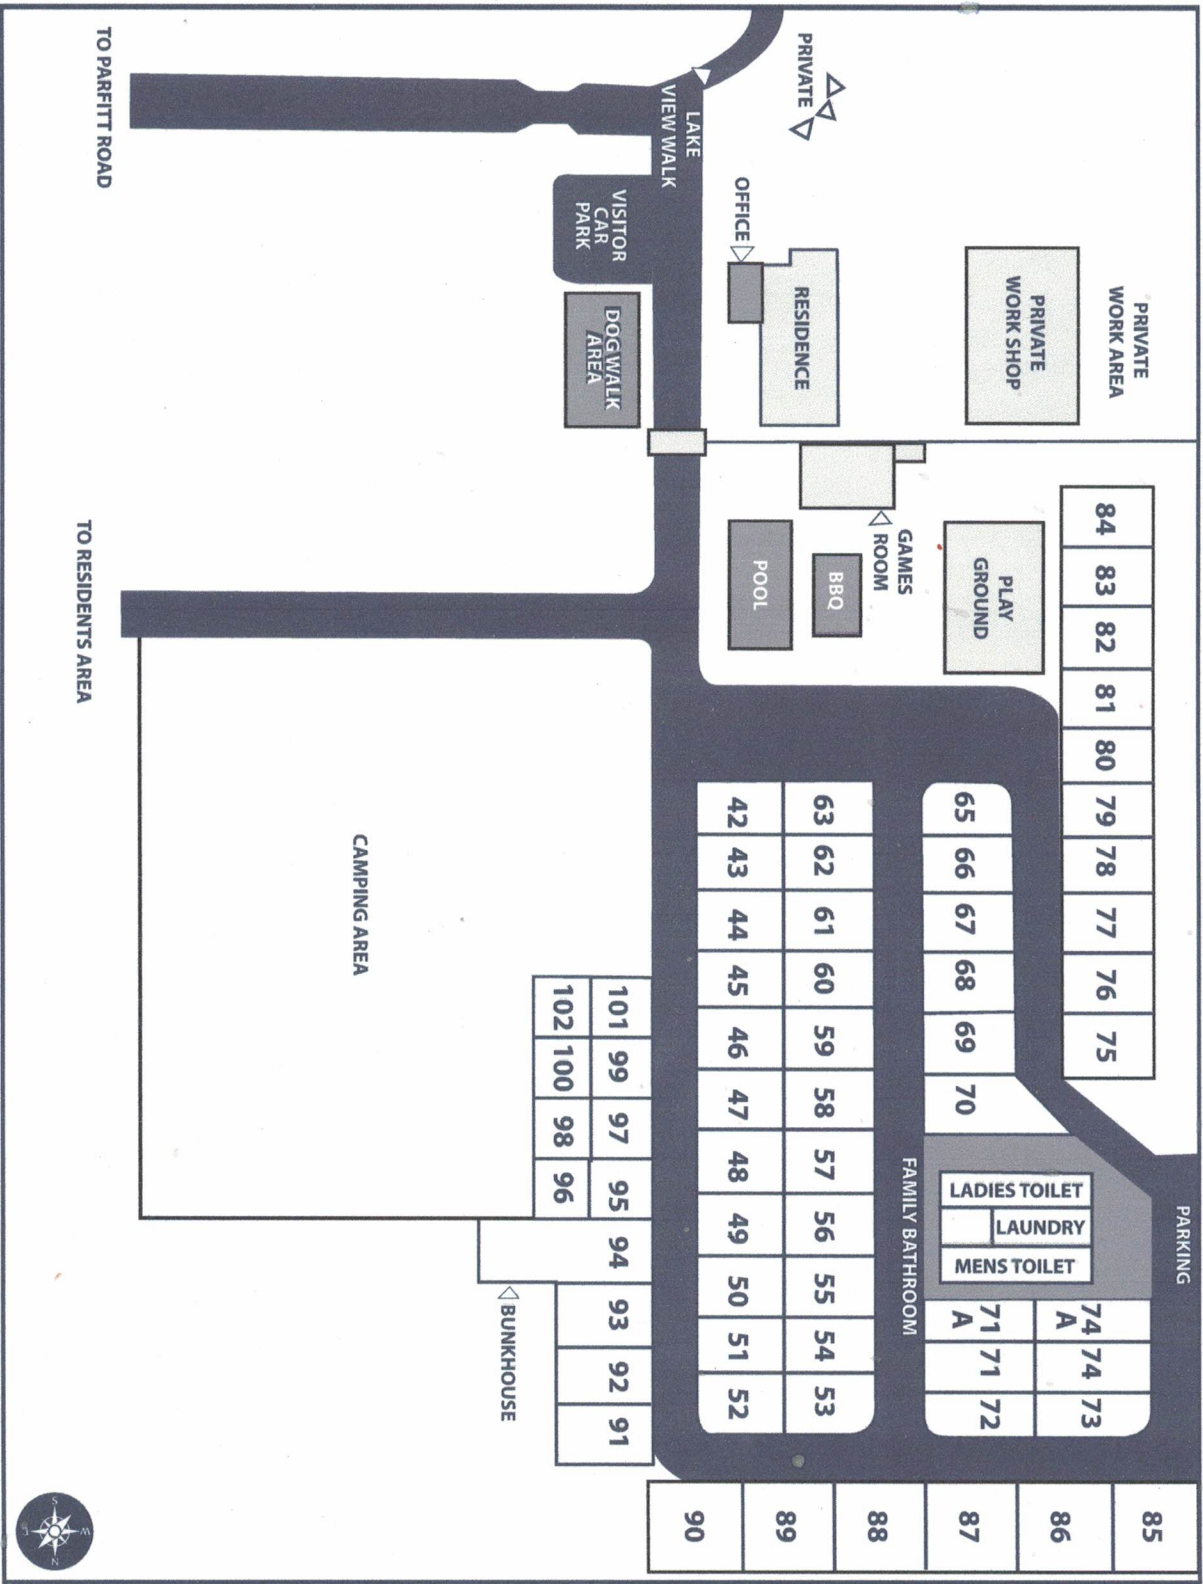 PRIVATE
WORK AREA
PARKING
85
84 83 82 81 80 79 78 77 76 75
74 A 74 73
86
PRIVATE
WORK SHOP
PLAY
GROUND
65 66 67 68 69 70
LADIES TOILET
LAUNDRY
MENS TOILET
71 A 71 72
87
GAMES
ROOM
FAMILY BATHROOM
88
PRIVATE
RESIDENCE
BBQ
63 62 61 60 59 58 57 56 55 54 53
89
OFFICE
POOL
42 43 44 45 46 47 48 49 50 51 52
90
LAKE
VIEW WALK
VISITOR
CAR
PARK
DOG WALK
AREA
101 99 97 95 94 93 92 91
102 100 98 96
BUNKHOUSE
CAMPING AREA
TO PARFITT ROAD
TO RESIDENTS AREA
W
S
N
E